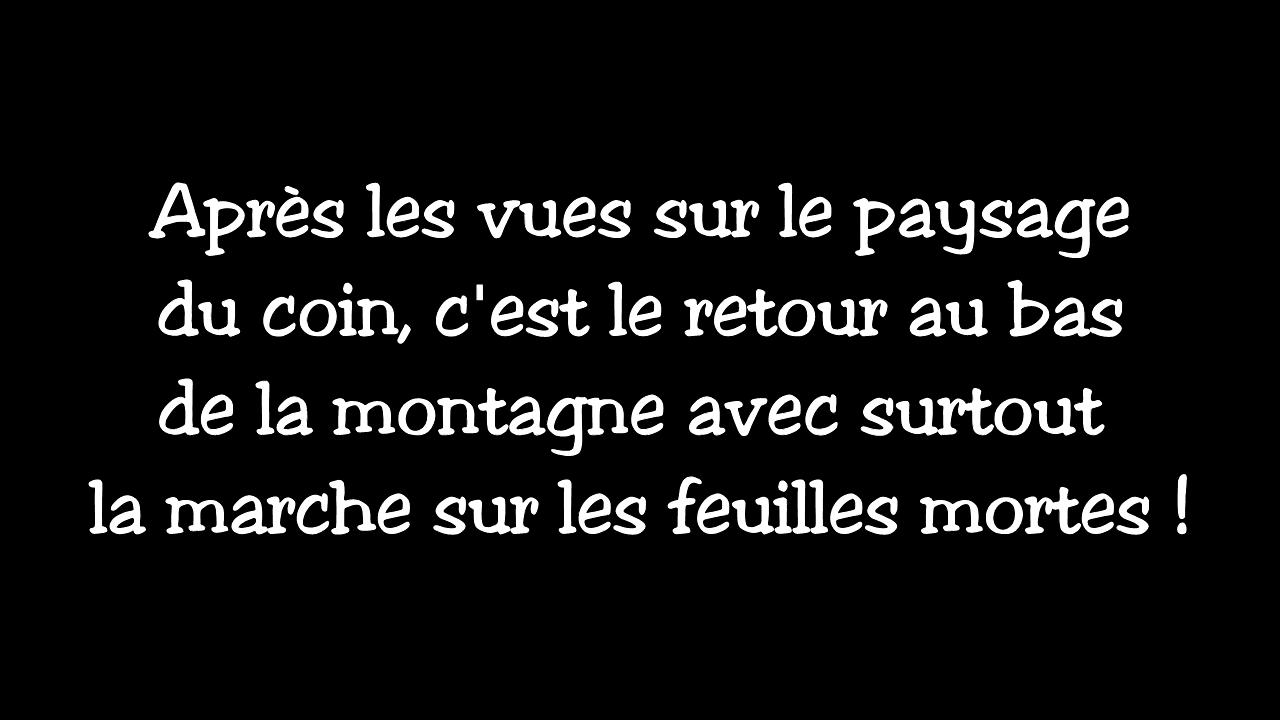 Après les vues sur le paysage
du coin, c'est le retour au bas
de la montagne avec surtout
la marche sur les feuilles mortes !